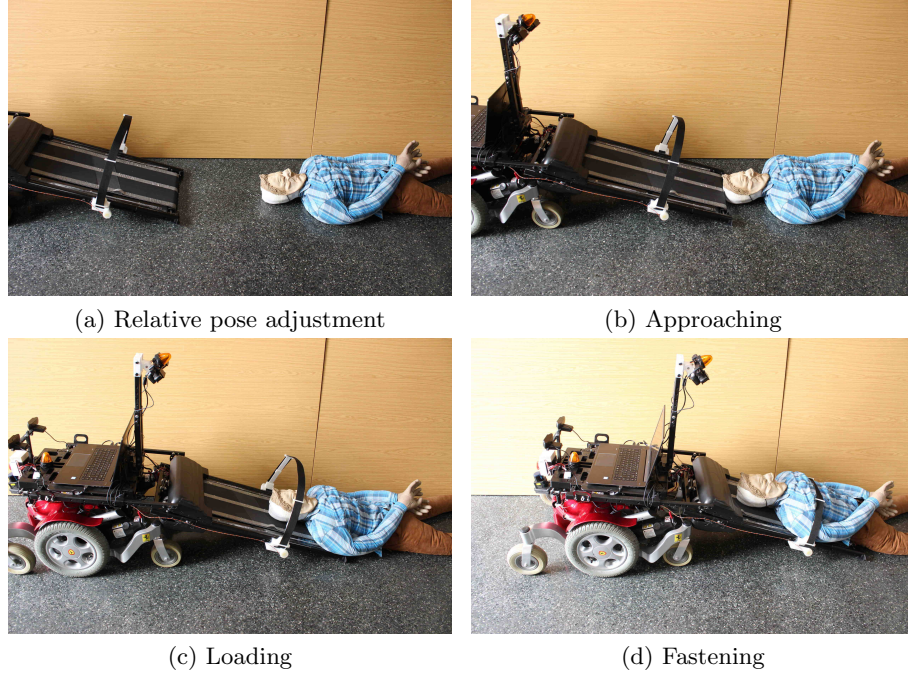 (a) Relative pose adjustment
(b) Approaching
(c) Loading
(d) Fastening